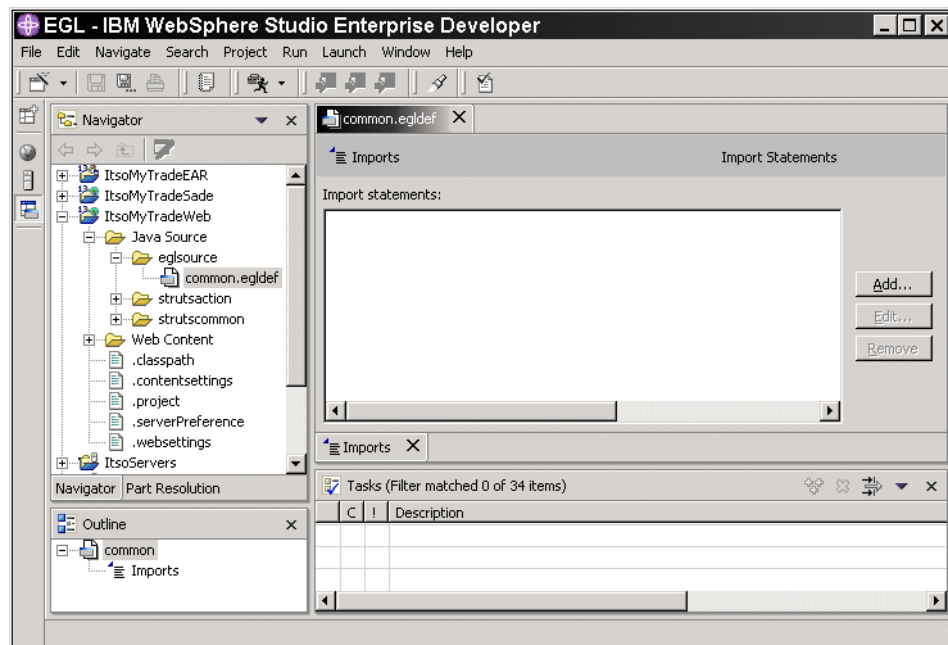 EGL - IBM WebSphere Studio Enterprise Developer
File Edit Navigate Search Project Run Launch Window Help
Navigator
ItsoMyTradeEAR
ItsoMyTradeSade
ItsoMyTradeWeb
Java Source
eglsource
common.egldef
strutsaction
strutscommon
Web Content
.classpath
.contentsettings
.project
.serverPreference
.websettings
ItsoServers
Navigator Part Resolution
Outline
common
Imports
common.egldef
Imports Import Statements
Import statements:
Add...
Edit...
Remove
Imports
Tasks (Filter matched 0 of 34 items)
C ! Description